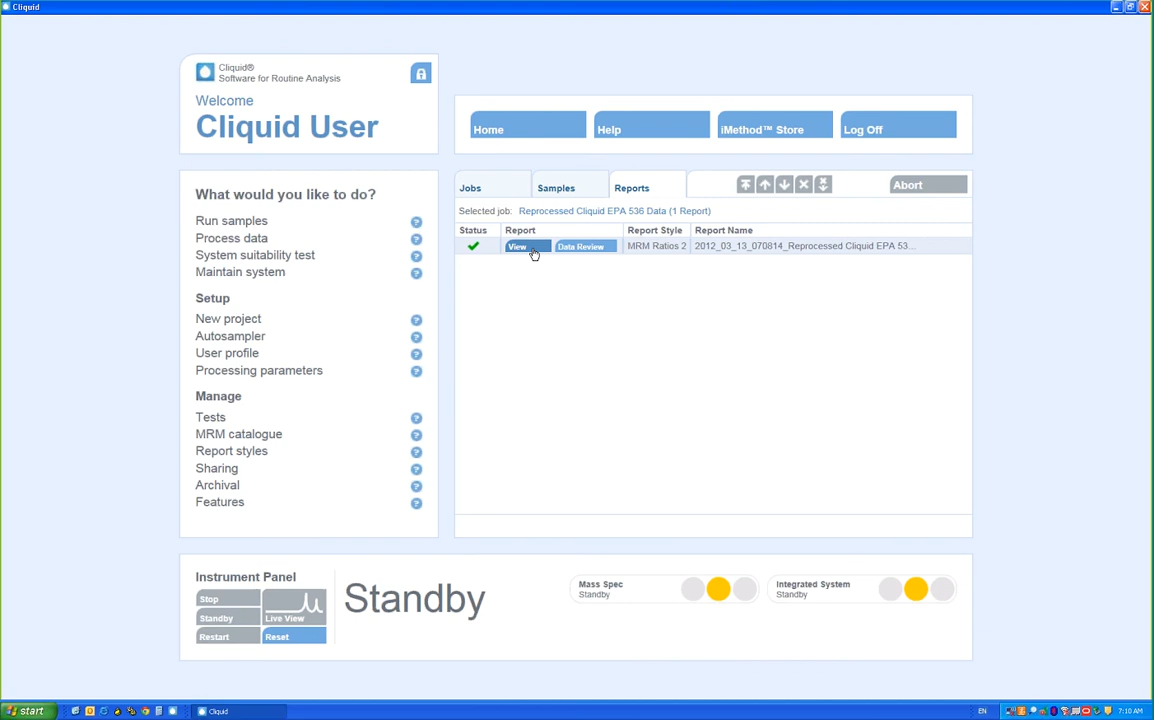 Cliquid
Cliquid®
Software for Routine Analysis
Welcome
Cliquid User
Home
Help
iMethod™ Store
Log Off
What would you like to do?
Run samples
Process data
System suitability test
Maintain system
Setup
New project
Autosampler
User profile
Processing parameters
Manage
Tests
MRM catalogue
Report styles
Sharing
Archival
Features
Jobs
Samples
Reports
Abort
Selected job: Reprocessed Cliquid EPA 536 Data (1 Report)
Status Report Report Style Report Name
View Data Review MRM Ratios 2 2012_03_13_070814_Reprocessed Cliquid EPA 53...
Instrument Panel
Stop
Standby
Live View
Restart
Reset
Standby
Mass Spec
Standby
Integrated System
Standby
start
Cliquid
EN
7:10 AM